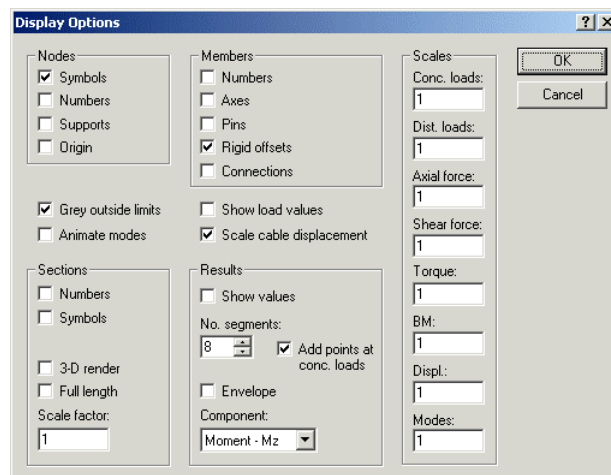 Display Options
Nodes
Symbols
Numbers
Supports
Origin
Grey outside limits
Animate modes
Sections
Numbers
Symbols
3-D render
Full length
Scale factor:
1
Members
Numbers
Axes
Pins
Rigid offsets
Connections
Show load values
Scale cable displacement
Results
Show values
No. segments:
8
Add points at
conc. loads
Envelope
Component:
Moment - Mz
Scales
Conc. loads:
1
Dist. loads:
1
Axial force:
1
Shear force:
1
Torque:
1
BM:
1
Displ.:
1
Modes:
1
OK
Cancel